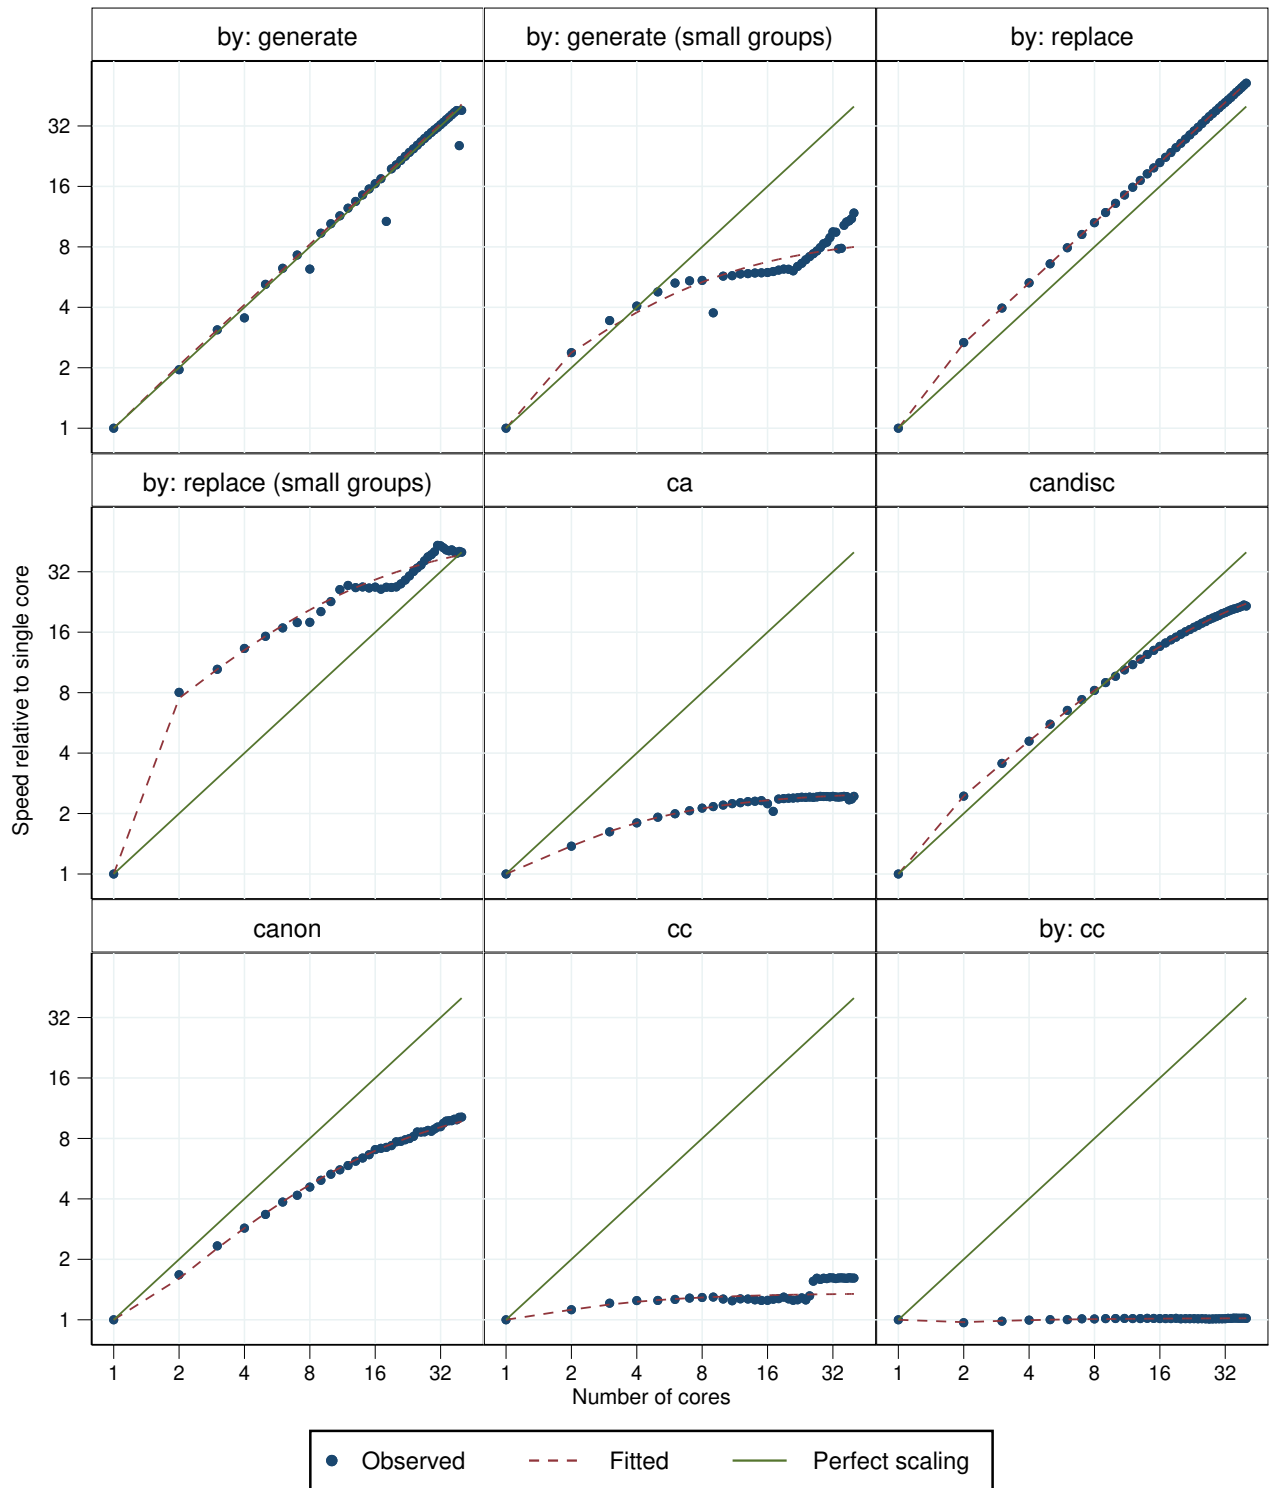 by: generate
by: generate (small groups)
by: replace
32
16
8
4
2
1
by: replace (small groups)
ca
candisc
32
16
8
4
2
1
Speed relative to single core
canon
cc
by: cc
32
16
8
4
2
1
1 2 4 8 16 32
1 2 4 8 16 32
1 2 4 8 16 32
Number of cores
Observed Fitted Perfect scaling